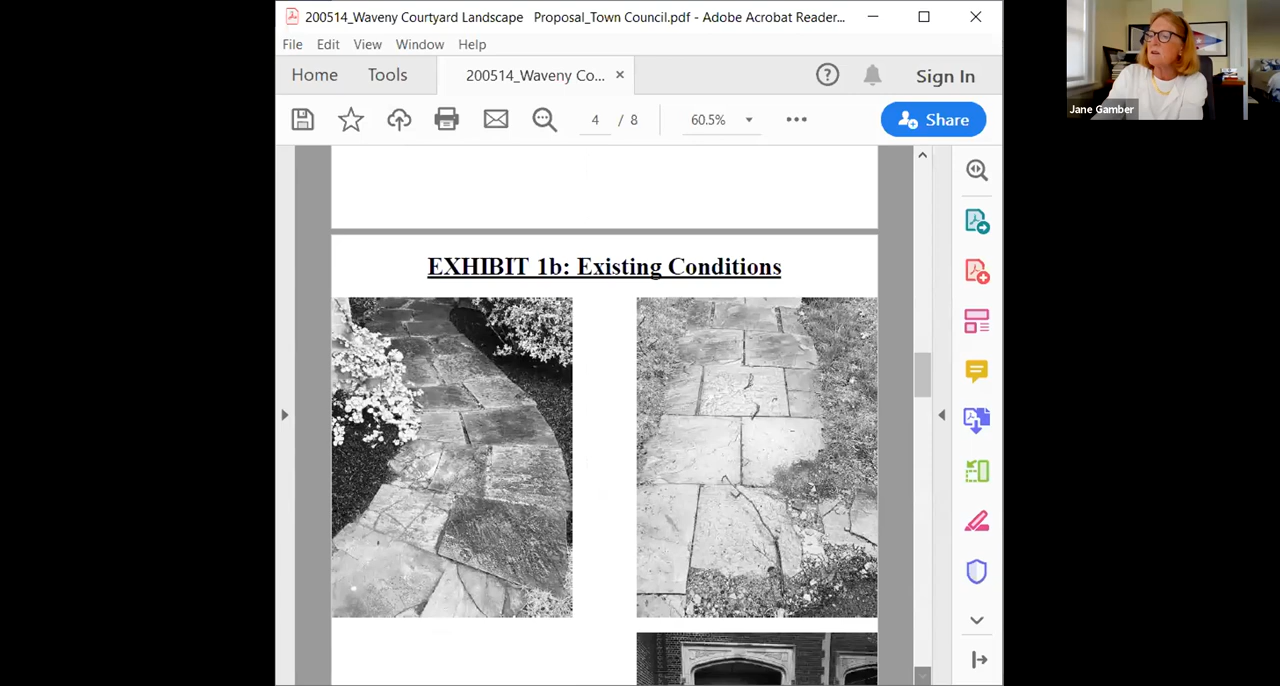 200514_Waveny Courtyard Landscape Proposal_Town Council.pdf - Adobe Acrobat Reader...
File Edit View Window Help
Home Tools 200514_Waveny Co... × ? Sign In
4 / 8 60.5% Share
EXHIBIT 1b: Existing Conditions
Jane Gamber